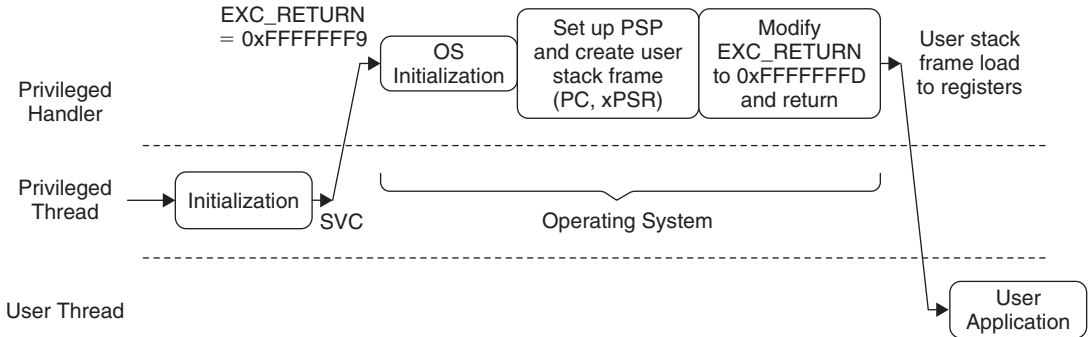 EXC_RETURN
= 0xFFFFFFF9
OS
Initialization
Set up PSP
and create user
stack frame
(PC, xPSR)
Modify
EXC_RETURN
to 0xFFFFFFFD
and return
User stack
frame load
to registers
Privileged
Handler
Privileged
Thread
Initialization
SVC
Operating System
User Thread
User
Application